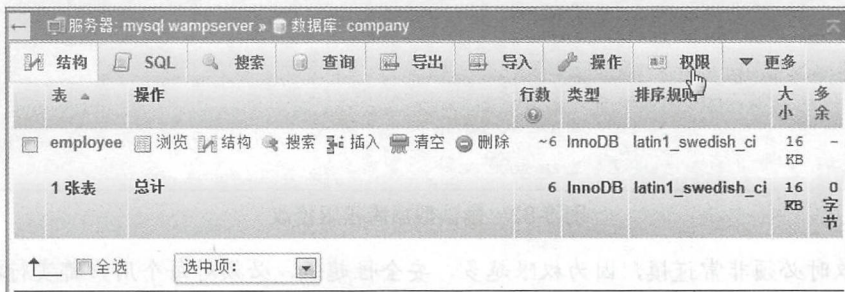 服务器: mysql wampserver » 数据库: company
结构 SQL 搜索 查询 导出 导入 操作 权限 更多
表 操作 行数 类型 排序规则 大小 多余
employee 浏览 结构 搜索 插入 清空 删除 ~6 InnoDB latin1_swedish_ci 16 KB –
1 张表 总计 6 InnoDB latin1_swedish_ci 16 KB 0 字节
全选 选中项: